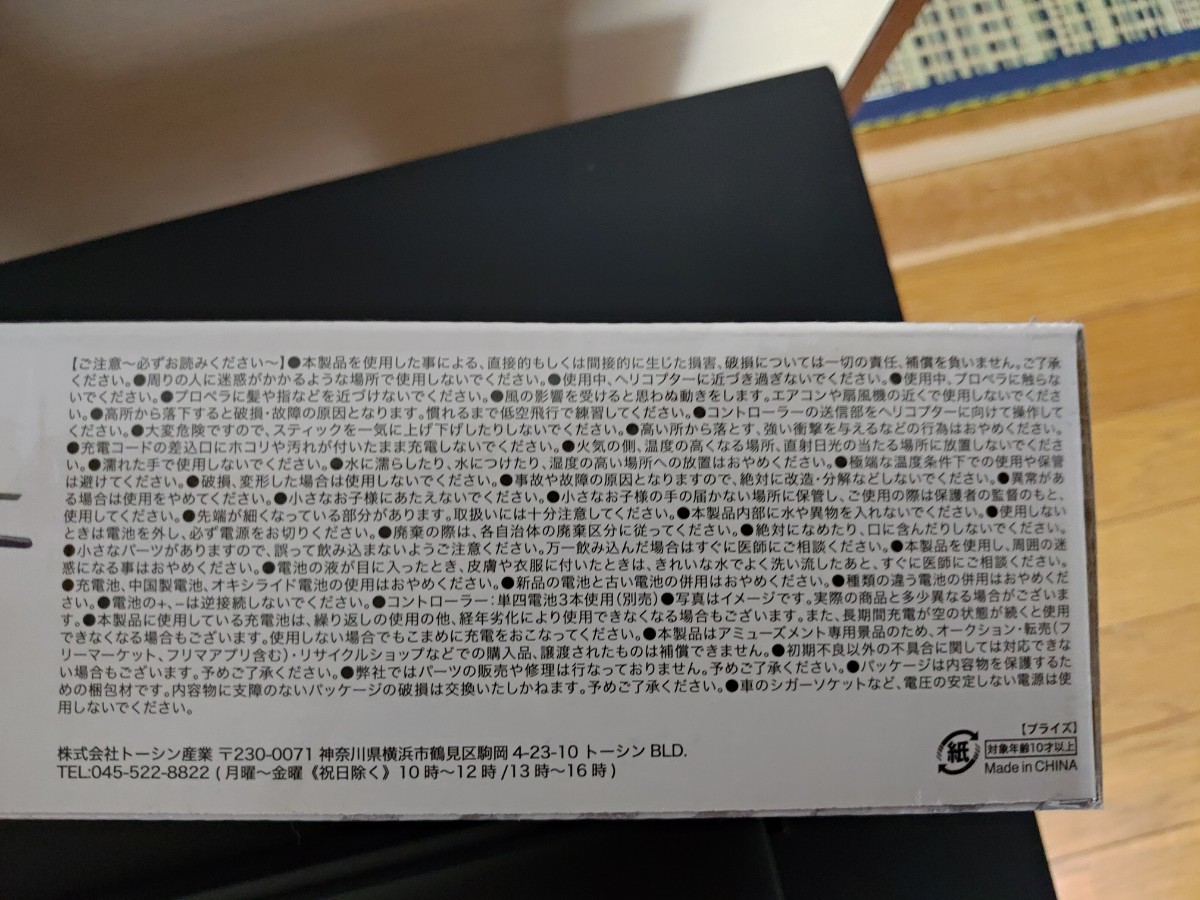 【ご注意～必ずお読みください～】●本製品を使用した事による、直接的もしくは間接的に生じた損害、破損については一切の責任、補償を負いません。ご了承
ください。●周りの人に迷惑がかかるような場所で使用しないでください。●使用中、ヘリコプターに近づき過ぎないでください。●使用中、プロペラに触らな
いでください。●プロペラに髪や指などを近づけないでください。●風の影響を受けると思わぬ動きをします。エアコンや扇風機の近くで使用しないでください
●高所から落下すると破損・故障の原因となります。慣れるまで低空飛行で練習してください。●コントローラーの送信部をヘリコプターに向けて操作して
ください。●大変危険ですので、スティックを一気に上げ下げしたりしないでください。●高い所から落とす、強い衝撃を与えるなどの行為はおやめください。
●充電コードの差込口にホコリや汚れが付いたまま充電しないでください。●火気の側、温度の高くなる場所、直射日光の当たる場所に放置しないでくださ
い。●濡れた手で使用しないでください。●水に濡らしたり、水につけたり、湿度の高い場所への放置はおやめください。●極端な温度条件下での使用や保管
は避けてください。●破損、変形した場合は使用しないでください。●事故や故障の原因となりますので、絶対に改造・分解などしないでください。●異常があ
る場合は使用をやめてください。●小さなお子様にあたえないでください。●小さなお子様の手の届かない場所に保管し、ご使用の際は保護者の監督のもと、
使用してください。●先端が細くなっている部分があります。取扱いには十分注意してください。●本製品内部に水や異物を入れないでください。●使用しない
ときは電池を外し、必ず電源をお切りください。●廃棄の際は、各自治体の廃棄区分に従ってください。●絶対になめたり、口に含んだりしないでください。
●小さなパーツがありますので、誤って飲み込まないようご注意ください。万一飲み込んだ場合はすぐに医師にご相談ください。●本製品を使用し、周囲の迷
惑になる事はおやめください。●電池の液が目に入ったとき、皮膚や衣服に付いたときは、きれいな水でよく洗い流したあと、すぐに医師にご相談ください。
●充電池、中国製電池、オキシライド電池の使用はおやめください。●新品の電池と古い電池の併用はおやめください。●種類の違う電池の併用はおやめくださ
い。●電池の+、−は逆接続しないでください。●コントローラー：単四電池3本使用(別売)●写真はイメージです。実際の商品と多少異なる場合がございま
す。●本製品に使用している充電池は、繰り返しの使用の他、経年劣化により使用できなくなる場合もございます。また、長期間充電が空の状態が続くと使用
できなくなる場合もございます。使用しない場合でもこまめに充電をおこなってください。●本製品はアミューズメント専用景品のため、オークション・転売(フ
リーマーケット、フリマアプリ含む)・リサイクルショップなどでの購入品、譲渡されたものは補償できません。●初期不良以外の不具合に関しては対応できな
い場合もございます。予めご了承ください。●弊社ではパーツの販売や修理は行なっておりません。予めご了承ください。●パッケージは内容物を保護するた
めの梱包材です。内容物に支障のないパッケージの破損は交換いたしかねます。予めご了承ください。●車のシガーソケットなど、電圧の安定しない電源は使
用しないでください。
株式会社トーシン産業 〒230-0071 神奈川県横浜市鶴見区駒岡 4-23-10 トーシン BLD.
TEL:045-522-8822 (月曜～金曜《祝日除く》10時～12時/13時～16時)
【プライズ】
紙
対象年齢10才以上
Made in CHINA